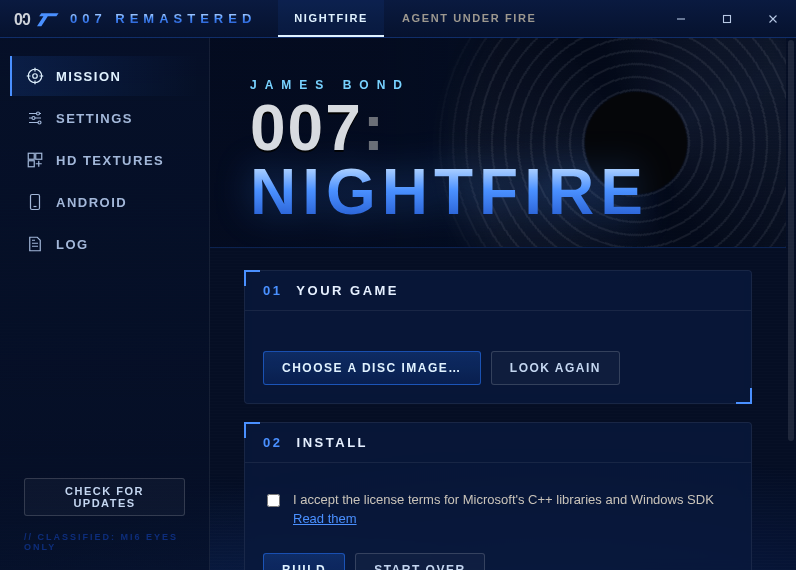 007 REMASTERED
NIGHTFIRE
AGENT UNDER FIRE
MISSION
SETTINGS
HD TEXTURES
ANDROID
LOG
CHECK FOR
UPDATES
// CLASSIFIED: MI6 EYES
ONLY
JAMES BOND
007:
NIGHTFIRE
01 YOUR GAME
CHOOSE A DISC IMAGE…
LOOK AGAIN
02 INSTALL
I accept the license terms for Microsoft's C++ libraries and Windows SDK
Read them
BUILD
START OVER